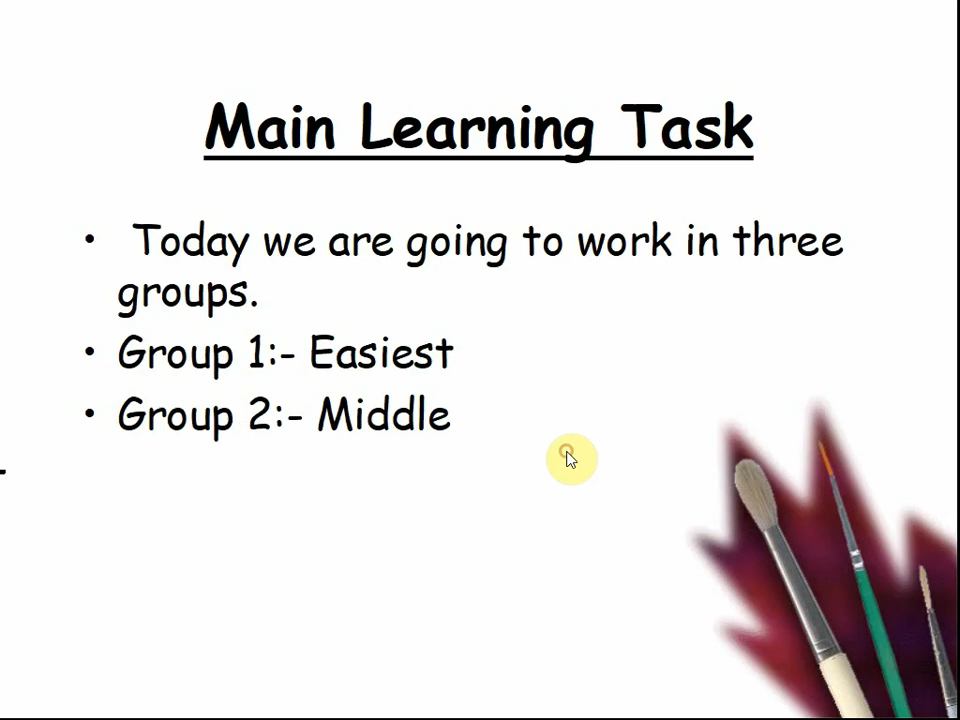 Main Learning Task
• Today we are going to work in three
groups.
• Group 1:- Easiest
• Group 2:- Middle